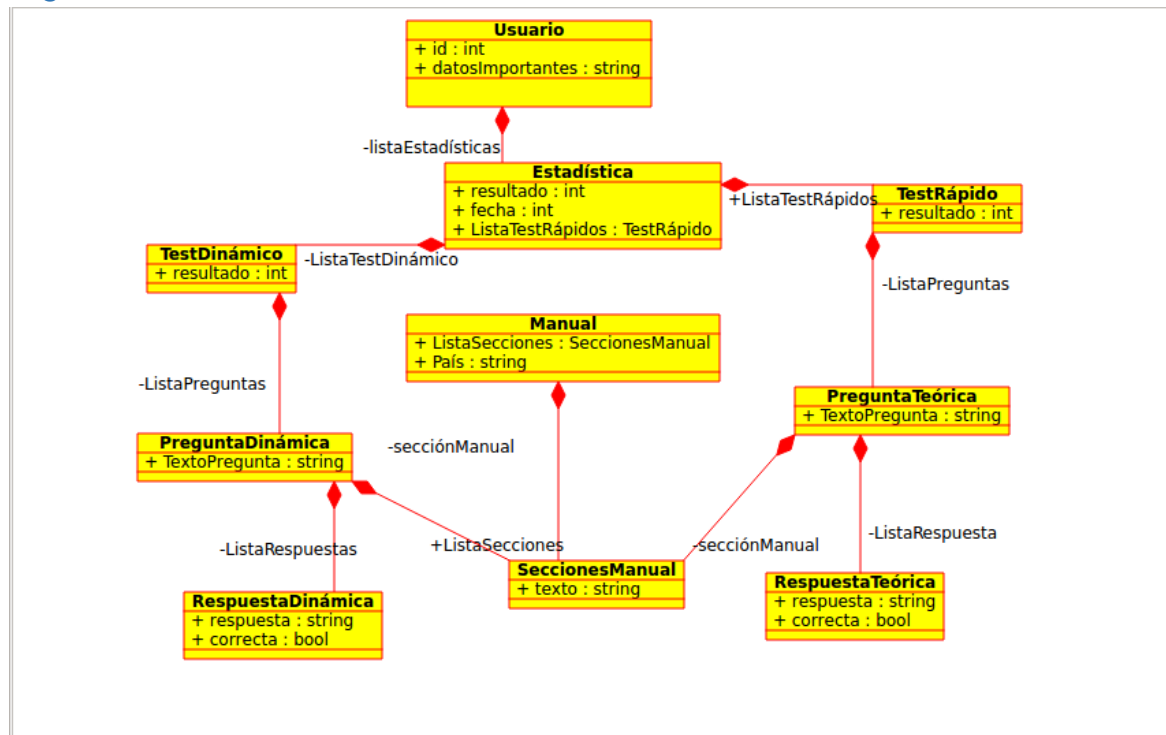 Usuario
+ id : int
+ datosImportantes : string
-listaEstadísticas
Estadística
+ resultado : int
+ fecha : int
+ ListaTestRápidos : TestRápido
+ListaTestRápidos
TestRápido
+ resultado : int
TestDinámico
+ resultado : int
-ListaTestDinámico
-ListaPreguntas
Manual
+ ListaSecciones : SeccionesManual
+ País : string
-ListaPreguntas
PreguntaTeórica
+ TextoPregunta : string
PreguntaDinámica
+ TextoPregunta : string
-secciónManual
-ListaRespuestas
+ListaSecciones
-secciónManual
-ListaRespuesta
SeccionesManual
+ texto : string
RespuestaTeórica
+ respuesta : string
+ correcta : bool
RespuestaDinámica
+ respuesta : string
+ correcta : bool